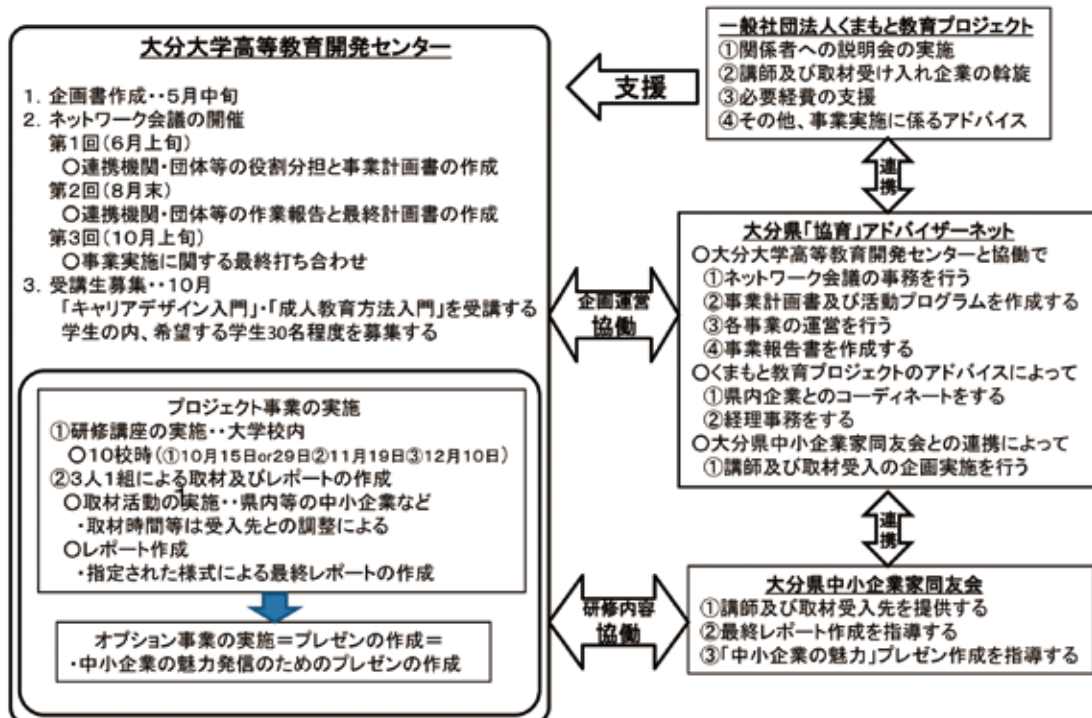 大分大学高等教育開発センター
1. 企画書作成・・5月中旬
2. ネットワーク会議の開催
第1回(6月上旬)
〇連携機関・団体等の役割分担と事業計画書の作成
第2回(8月末)
〇連携機関・団体等の作業報告と最終計画書の作成
第3回(10月上旬)
〇事業実施に関する最終打ち合わせ
3. 受講生募集・・10月
「キャリアデザイン入門」・「成人教育方法入門」を受講する
学生の内、希望する学生30名程度を募集する
プロジェクト事業の実施
①研修講座の実施・・大学校内
〇10校時(①10月15日or29日②11月19日③12月10日)
②3人1組による取材及びレポートの作成
〇取材活動の実施・・県内等の中小企業など
・取材時間等は受入先との調整による
〇レポート作成
・指定された様式による最終レポートの作成
オプション事業の実施=プレゼンの作成=
・中小企業の魅力発信のためのプレゼンの作成
支援
企画運営
協働
研修内容
協働
一般社団法人くまもと教育プロジェクト
①関係者への説明会の実施
②講師及び取材受け入れ企業の斡旋
③必要経費の支援
④その他、事業実施に係るアドバイス
連携
大分県「協育」アドバイザーネット
〇大分大学高等教育開発センターと協働で
①ネットワーク会議の事務を行う
②事業計画書及び活動プログラムを作成する
③各事業の運営を行う
④事業報告書を作成する
〇くまもと教育プロジェクトのアドバイスによって
①県内企業とのコーディネートをする
②経理事務をする
〇大分県中小企業家同友会との連携によって
①講師及び取材受入の企画実施を行う
連携
大分県中小企業家同友会
①講師及び取材受入先を提供する
②最終レポート作成を指導する
③「中小企業の魅力」プレゼン作成を指導する